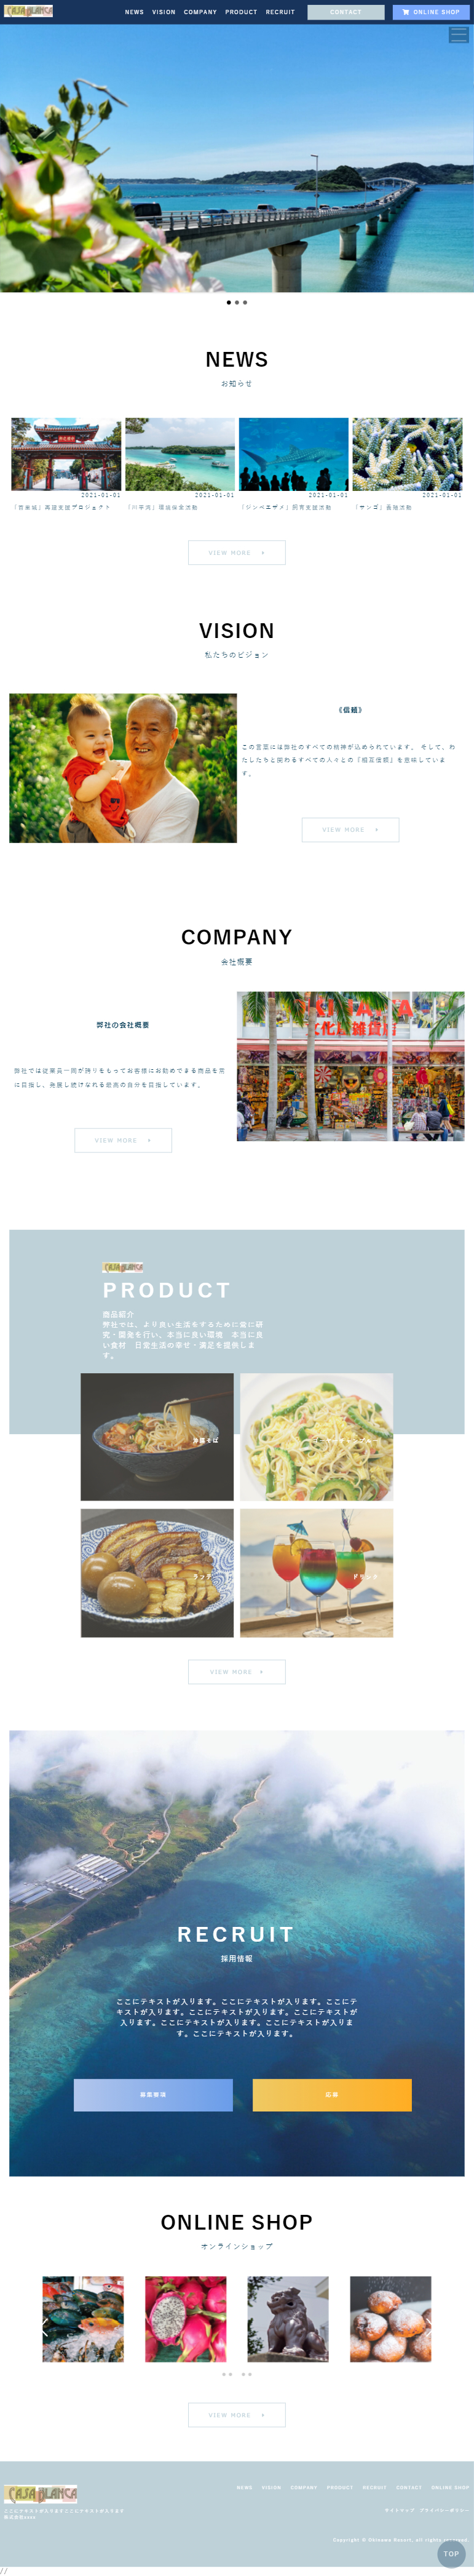 CASA BLANCA
NEWS VISION COMPANY PRODUCT RECRUIT CONTACT ONLINE SHOP
NEWS
お知らせ
2021-01-01
2021-01-01
2021-01-01
2021-01-01
「首里城」再建支援プロジェクト
「川平湾」環境保全活動
「ジンベエザメ」飼育支援活動
「サンゴ」養殖活動
VIEW MORE
VISION
私たちのビジョン
《信頼》
この言葉には弊社のすべての精神が込められています。 そして、わ
たしたちと関わるすべての人々との『相互信頼』を意味していま
す。
VIEW MORE
COMPANY
会社概要
弊社の会社概要
弊社では従業員一同が誇りをもってお客様にお勧めできる商品を常
に目指し、発展し続けなれる最高の自分を目指しています。
VIEW MORE
CASA BLANCA
PRODUCT
商品紹介
弊社では、より良い生活をするために常に研
究・開発を行い、本当に良い環境 本当に良
い食材 日常生活の幸せ・満足を提供しま
す。
沖縄そば
ゴーヤーチャンプルー
ラフテー
ドリンク
VIEW MORE
RECRUIT
採用情報
ここにテキストが入ります。ここにテキストが入ります。ここにテ
キストが入ります。ここにテキストが入ります。ここにテキストが
入ります。ここにテキストが入ります。ここにテキストが入りま
す。ここにテキストが入ります。
募集要項
応募
ONLINE SHOP
オンラインショップ
VIEW MORE
CASA BLANCA
NEWS VISION COMPANY PRODUCT RECRUIT CONTACT ONLINE SHOP
ここにテキストが入りますここにテキストが入ります
サイトマップ プライバシーポリシー
Copyright © Okinawa Resort, all rights reserved.
TOP
//